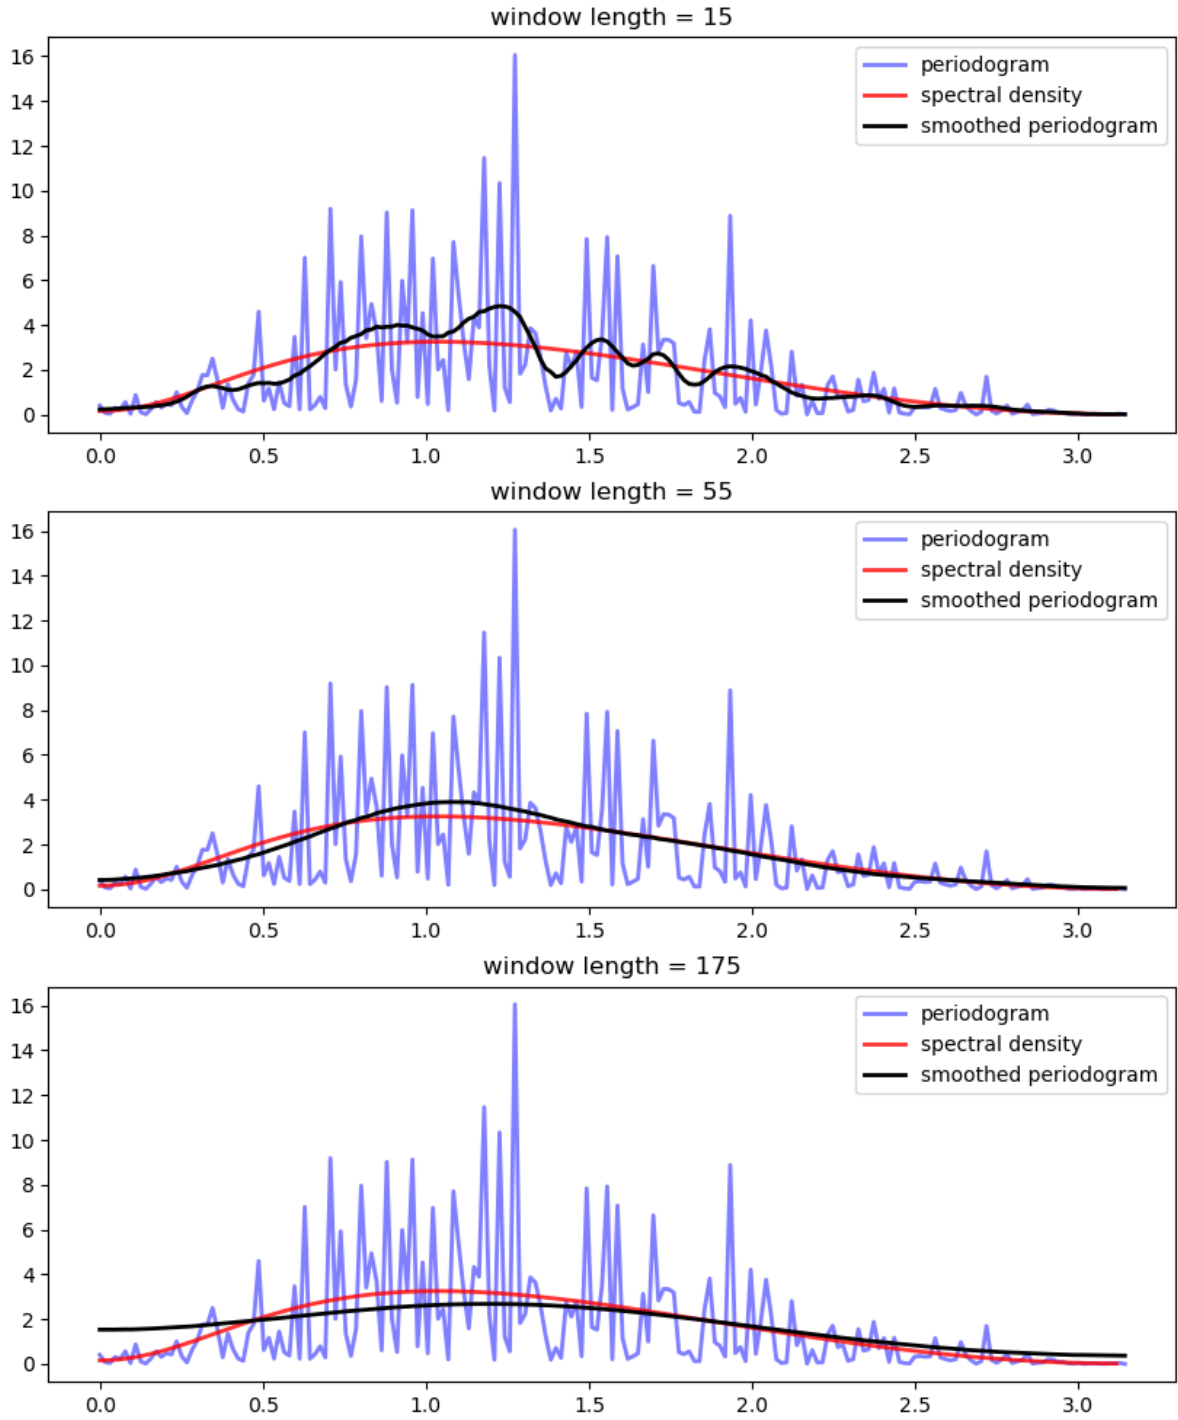 window length = 15
16
14
12
10
8
6
4
2
0
periodogram
spectral density
smoothed periodogram
0.0 0.5 1.0 1.5 2.0 2.5 3.0
window length = 55
16
14
12
10
8
6
4
2
0
periodogram
spectral density
smoothed periodogram
0.0 0.5 1.0 1.5 2.0 2.5 3.0
window length = 175
16
14
12
10
8
6
4
2
0
periodogram
spectral density
smoothed periodogram
0.0 0.5 1.0 1.5 2.0 2.5 3.0